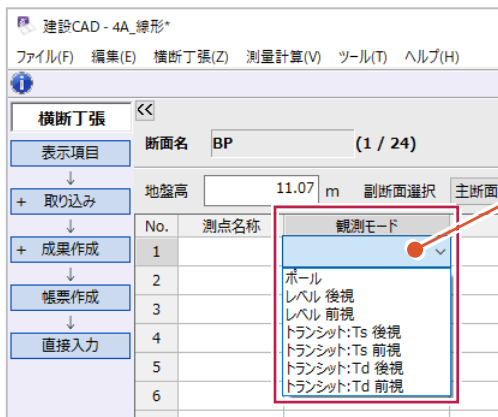 建設CAD - 4A_線形*
ファイル(F) 編集(E) 横断丁張(Z) 測量計算(V) ツール(T) ヘルプ(H)
横断丁張
<<
表示項目
断面名 BP (1 / 24)
↓
+ 取り込み
地盤高 11.07 m 副断面選択 主断面
↓
No. 測点名称 観測モード
+ 成果作成
1
↓
2
ポール
帳票作成
レベル 後視
3
レベル 前視
↓
直接入力
4
トランシット:Ts 後視
トランシット:Ts 前視
5
トランシット:Td 後視
6
トランシット:Td 前視